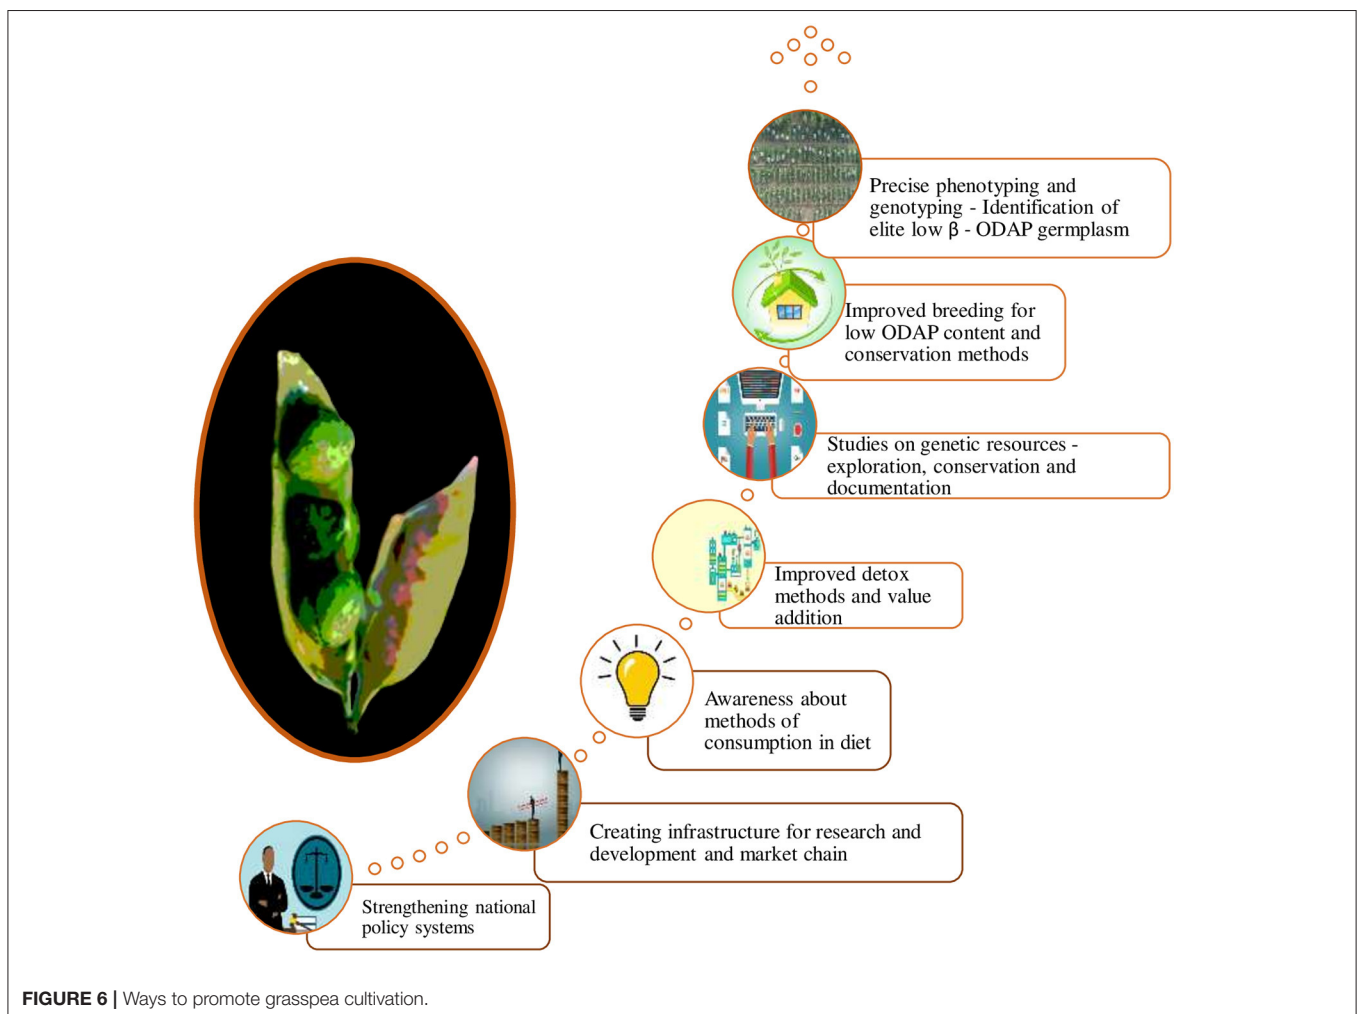 Precise phenotyping and
genotyping - Identification of
elite low β - ODAP germplasm
Improved breeding for
low ODAP content and
conservation methods
Studies on genetic resources -
exploration, conservation and
documentation
Improved detox
methods and value
addition
Awareness about
methods of
consumption in diet
Creating infrastructure for research and
development and market chain
Strengthening national
policy systems
FIGURE 6 | Ways to promote grasspea cultivation.